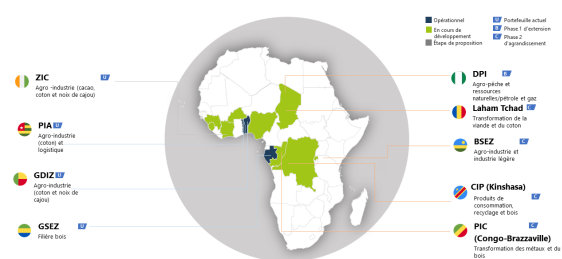 Opérationnel
En cours de
développement
Étape de proposition
U Portefeuille actuel
B Phase 1 d'extension
C Phase 2
d'agrandissement
ZIC U
Agro -industrie (cacao,
coton et noix de cajou)
PIA U
Agro-industrie
(coton) et
logistique
GDIZ U
Agro-industrie
(coton et noix de
cajou)
GSEZ U
Filière bois
DPI B
Agro-pêche et
ressources
naturelles/pétrole et gaz
Laham Tchad C
Transformation de la
viande et du coton
BSEZ C
Agro-industrie et
industrie légère
CIP (Kinshasa)
Produits de C
consommation,
recyclage et bois
PIC C
(Congo-Brazzaville)
Transformation des métaux et du
bois